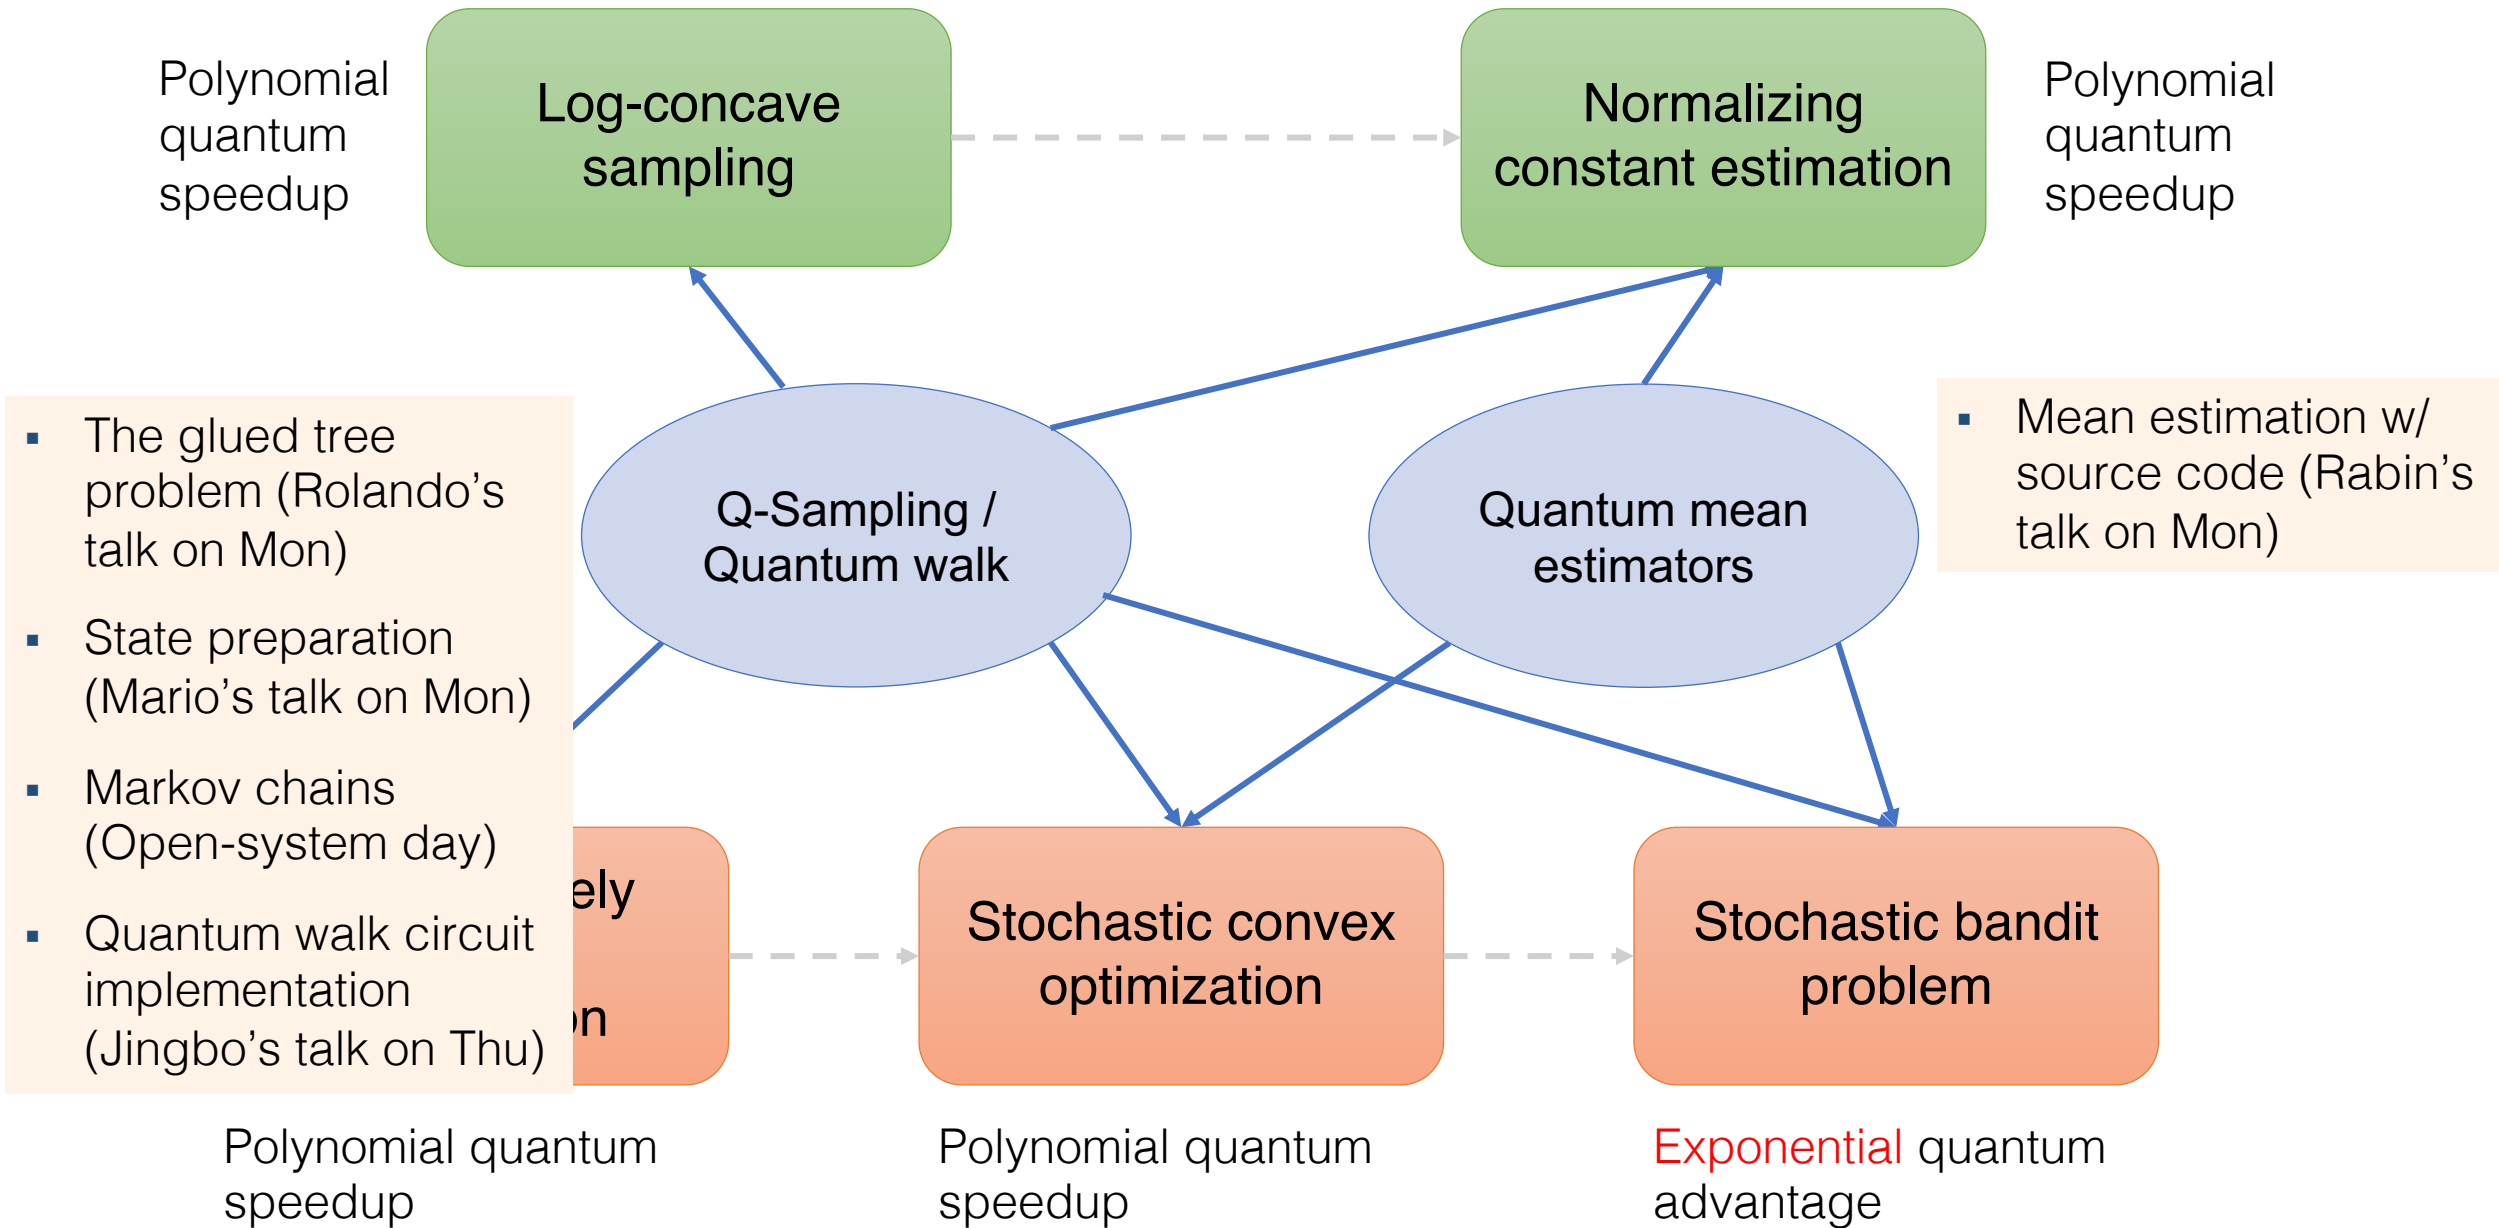 Polynomial
quantum
speedup
Log-concave
sampling
Normalizing
constant estimation
Polynomial
quantum
speedup
▪ The glued tree
problem (Rolando’s
talk on Mon)
▪ State preparation
(Mario’s talk on Mon)
▪ Markov chains
(Open-system day)
▪ Quantum walk circuit
implementation
(Jingbo’s talk on Thu)
Q-Sampling /
Quantum walk
Quantum mean
estimators
▪ Mean estimation w/
source code (Rabin’s
talk on Mon)
ely
on
Stochastic convex
optimization
Stochastic bandit
problem
Polynomial quantum
speedup
Polynomial quantum
speedup
Exponential quantum
advantage